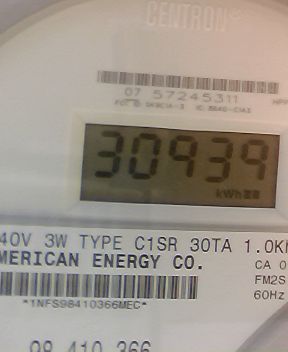 CENTRON®
07 57245311
30939
kWh
40V 3W TYPE C1SR 30TA 1.0K
MERICAN ENERGY CO.
CA 0
FM2S
60Hz
*1NFS98410366MEC*
98 410 366